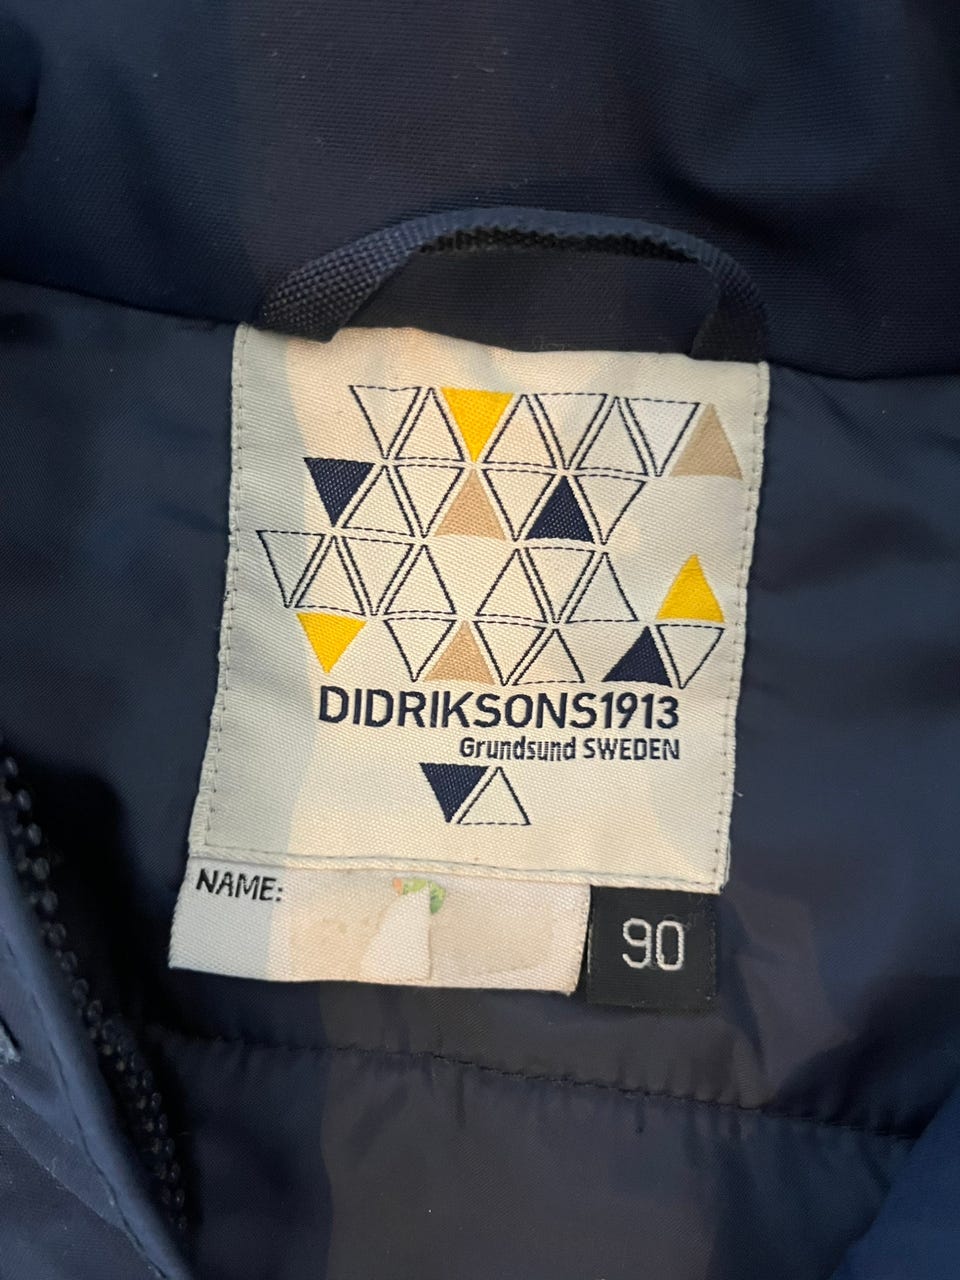 DIDRIKSONS1913
Grundsund SWEDEN
NAME:
90